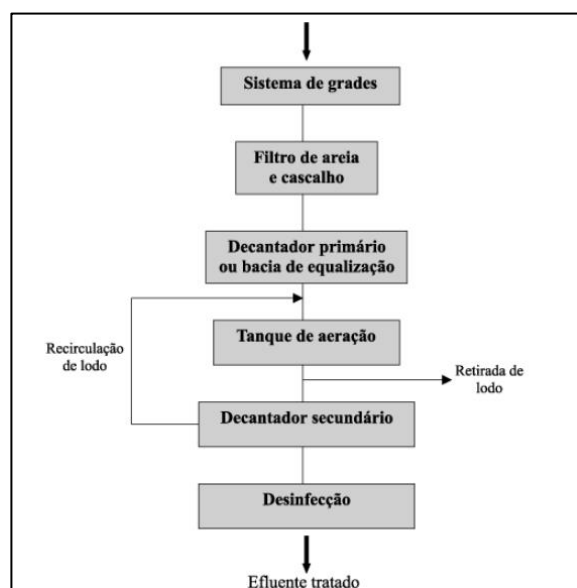 Sistema de grades
Filtro de areia
e cascalho
Decantador primário
ou bacia de equalização
Recirculação
de lodo
Tanque de aeração
Retirada de
lodo
Decantador secundário
Desinfecção
Efluente tratado